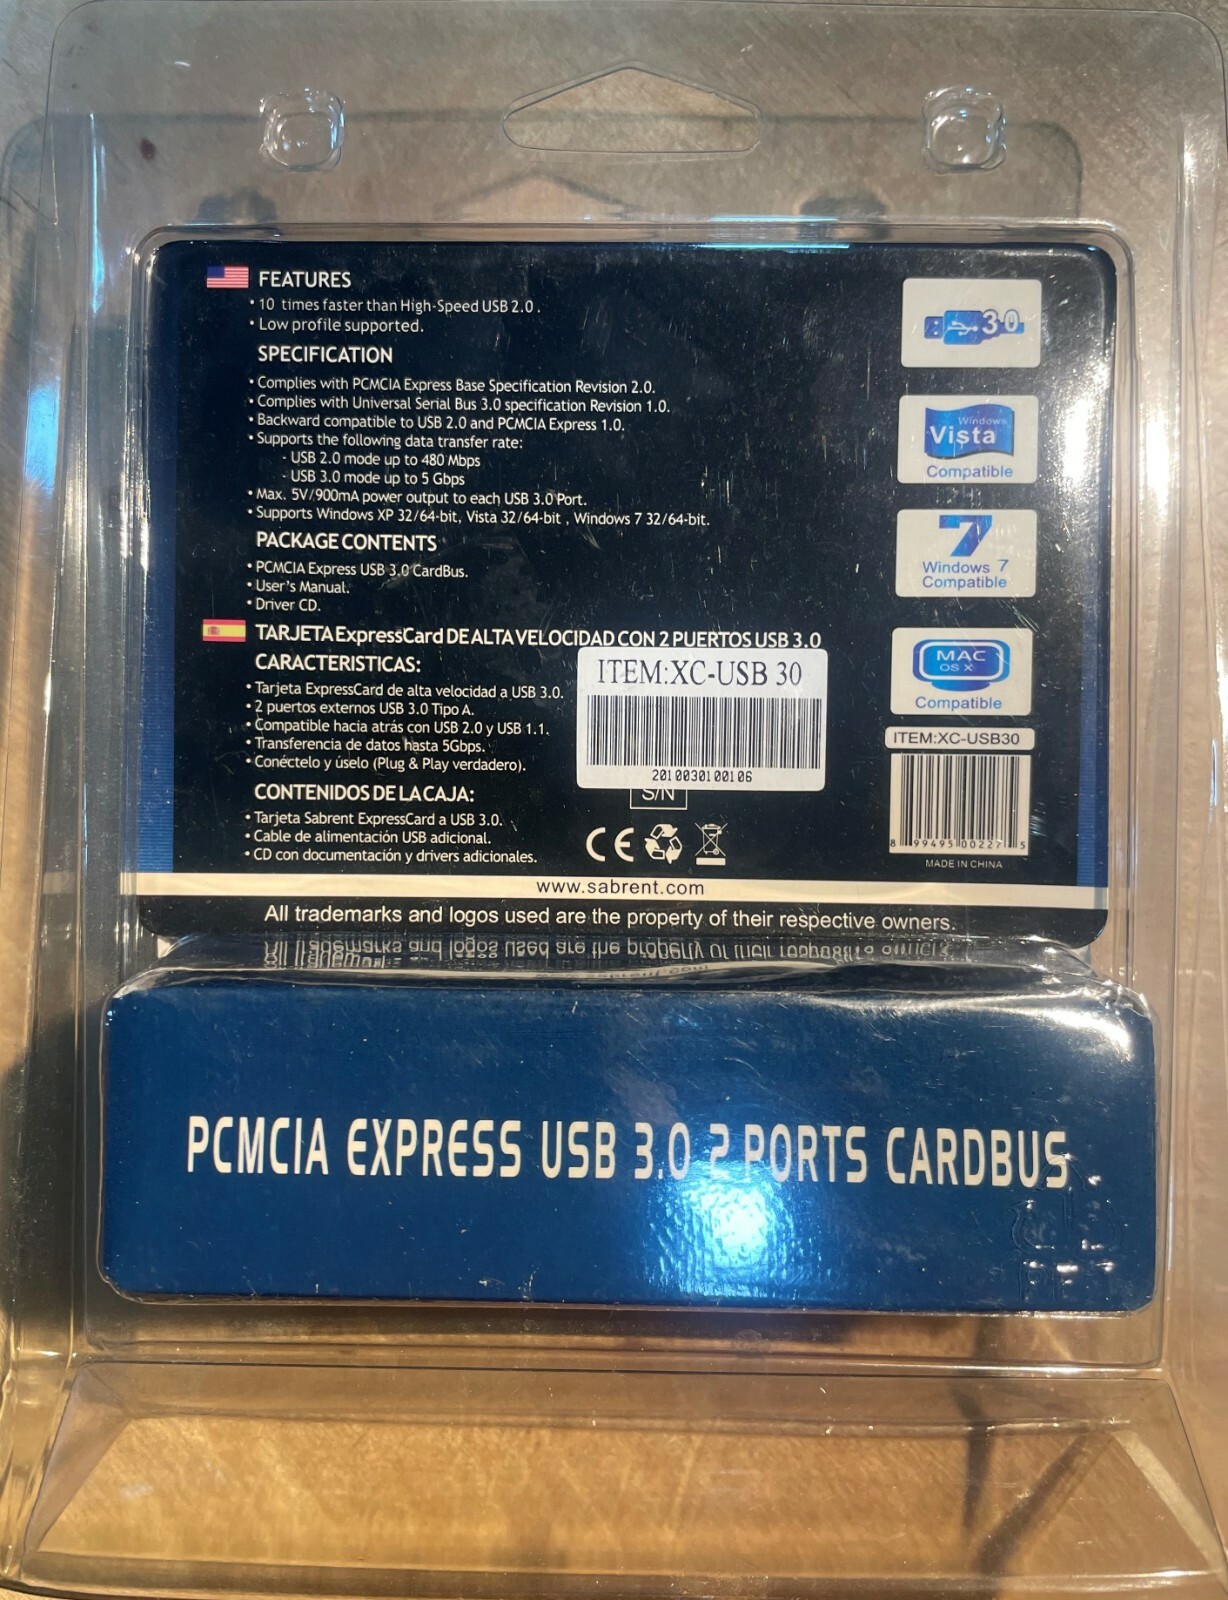 FEATURES
• 10 times faster than High-Speed USB 2.0.
• Low profile supported.
SPECIFICATION
• Complies with PCMCIA Express Base Specification Revision 2.0.
• Complies with Universal Serial Bus 3.0 specification Revision 1.0.
• Backward compatible to USB 2.0 and PCMCIA Express 1.0.
• Supports the following data transfer rate:
- USB 2.0 mode up to 480 Mbps
- USB 3.0 mode up to 5 Gbps
• Max. 5V/900mA power output to each USB 3.0 Port.
• Supports Windows XP 32/64-bit, Vista 32/64-bit , Windows 7 32/64-bit.
PACKAGE CONTENTS
• PCMCIA Express USB 3.0 CardBus.
• User's Manual.
• Driver CD.
TARJETA ExpressCard DE ALTA VELOCIDAD CON 2 PUERTOS USB 3.0
CARACTERISTICAS:
• Tarjeta ExpressCard de alta velocidad a USB 3.0.
• 2 puertos externos USB 3.0 Tipo A.
• Compatible hacia atrás con USB 2.0 y USB 1.1.
• Transferencia de datos hasta 5Gbps.
• Conéctelo y úselo (Plug & Play verdadero).
CONTENIDOS DE LA CAJA:
• Tarjeta Sabrent ExpressCard a USB 3.0.
• Cable de alimentación USB adicional.
• CD con documentación y drivers adicionales.
ITEM:XC-USB 30
2010030100106
S/N
CE
3.0
Windows
Vista
Compatible
7
Windows 7
Compatible
MAC
OS X
Compatible
ITEM:XC-USB30
8 99495 00227 5
MADE IN CHINA
www.sabrent.com
All trademarks and logos used are the property of their respective owners.
PCMCIA EXPRESS USB 3.0 2 PORTS CARDBUS